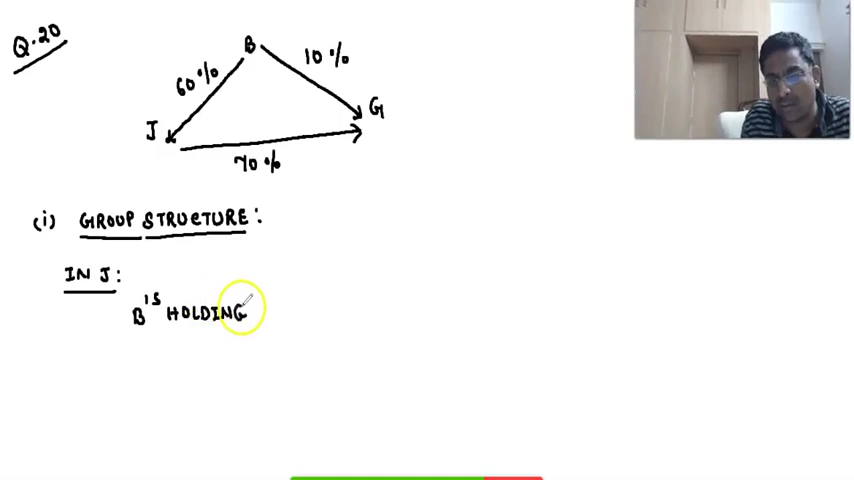 Q.20
B
60%
10%
J
G
70%
(i) GROUP STRUCTURE:
IN J:
B's HOLDING